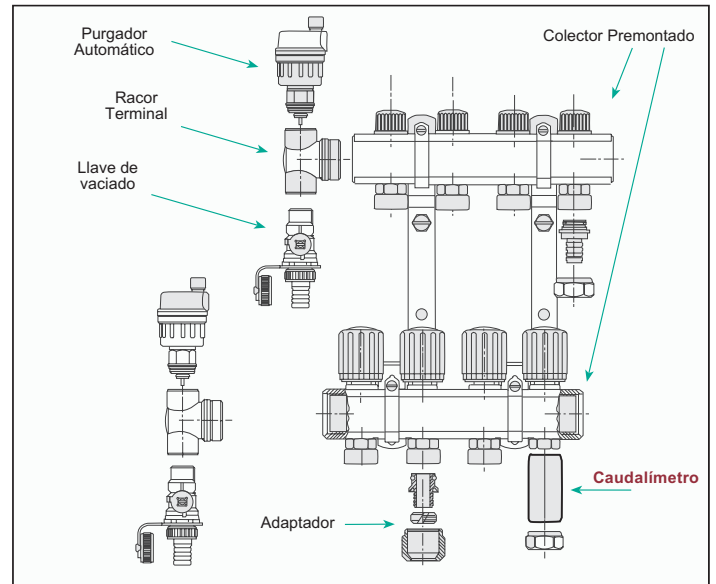 Purgador
Automático
Colector Premontado
Racor
Terminal
Llave de
vaciado
Caudalímetro
Adaptador